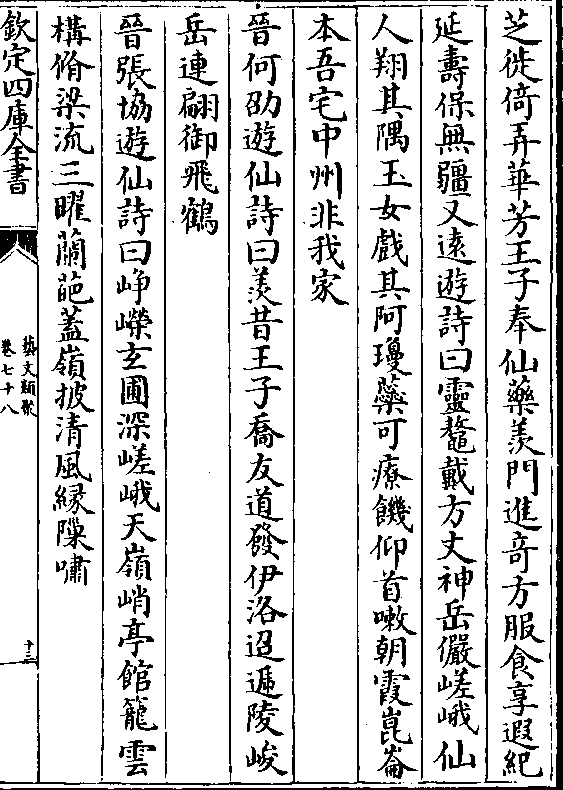 芝徙倚弄華芳王子奉仙藥羨門進奇方服食享遐紀
延壽保無疆又遠遊詩曰靈鼇戴方丈神岳儼嵯峨仙
人翔其隅玉女戲其阿瓊蘂可療饑仰首嗽朝霞崑崙
本吾宅中州非我家
晉何劭遊仙詩曰羨昔王子喬友道發伊洛迢遞陵峻
岳連翩御飛鶴
晉張協遊仙詩曰崢嶸玄圃深嵯峨天嶺峭亭館籠雲
構脩梁流三曜蘭葩蓋嶺披清風緑隟嘯
欽定四庫全書
藝文類聚
卷七十八
十三